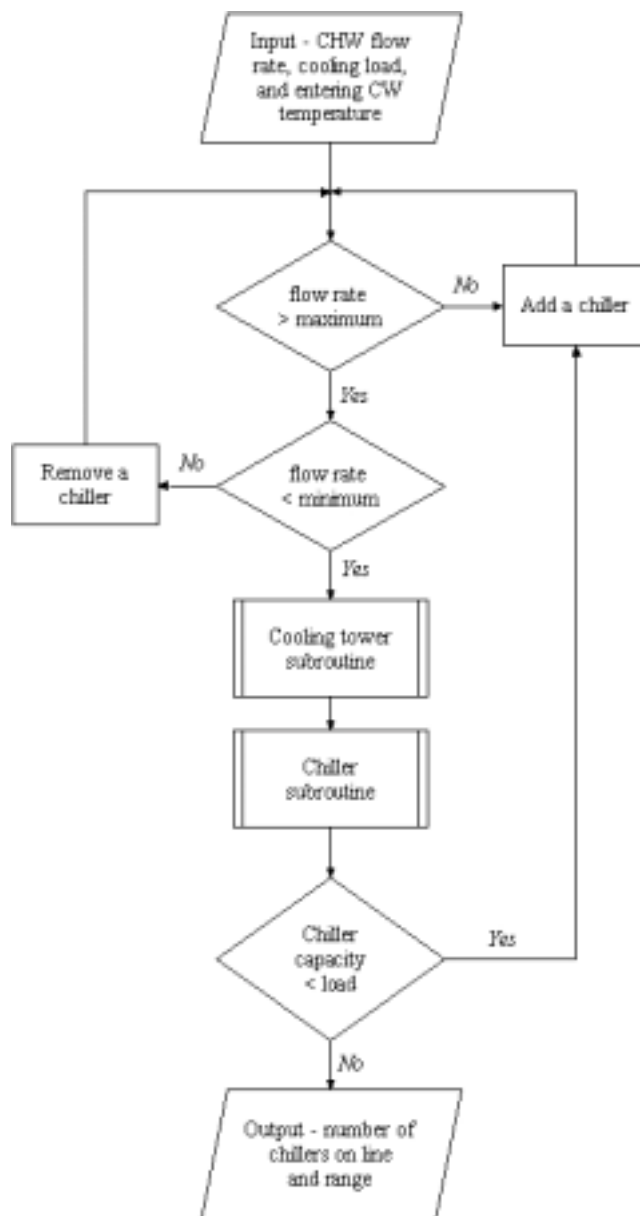 Input - CHW flow
rate, cooling load,
and entering CW
temperature
flow rate
> maximum
No
Add a chiller
Yes
Remove a
chiller
No
flow rate
< minimum
Yes
Cooling tower
subroutine
Chiller
subroutine
Chiller
capacity
< load
Yes
No
Output - number of
chillers on line
and range